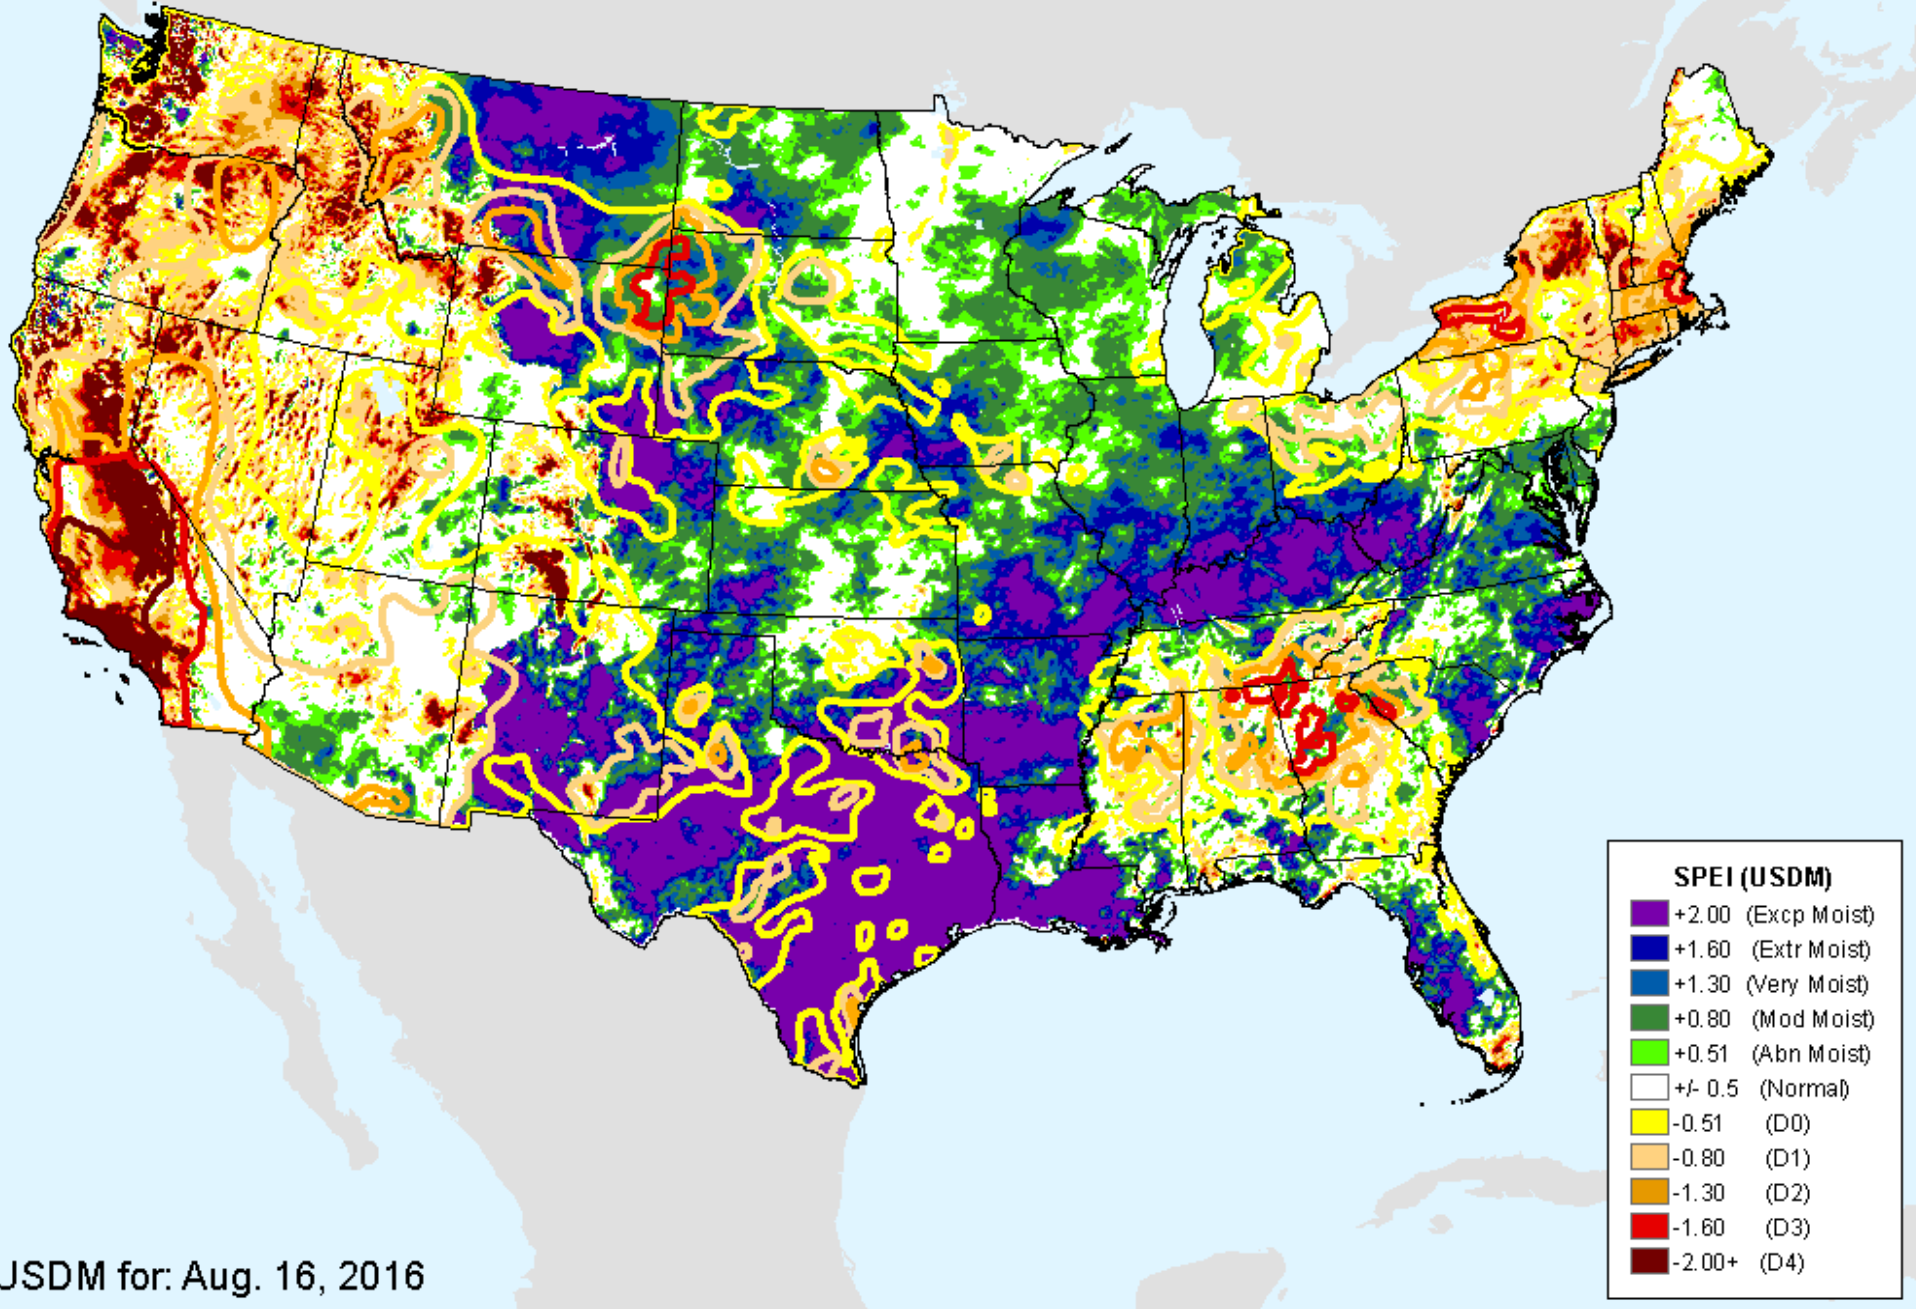 SPEI (USDM)
+2.00 (Excp Moist)
+1.60 (Extr Moist)
+1.30 (Very Moist)
+0.80 (Mod Moist)
+0.51 (Abn Moist)
+/- 0.5 (Normal)
-0.51 (D0)
-0.80 (D1)
-1.30 (D2)
-1.60 (D3)
-2.00+ (D4)
USDM for: Aug. 16, 2016